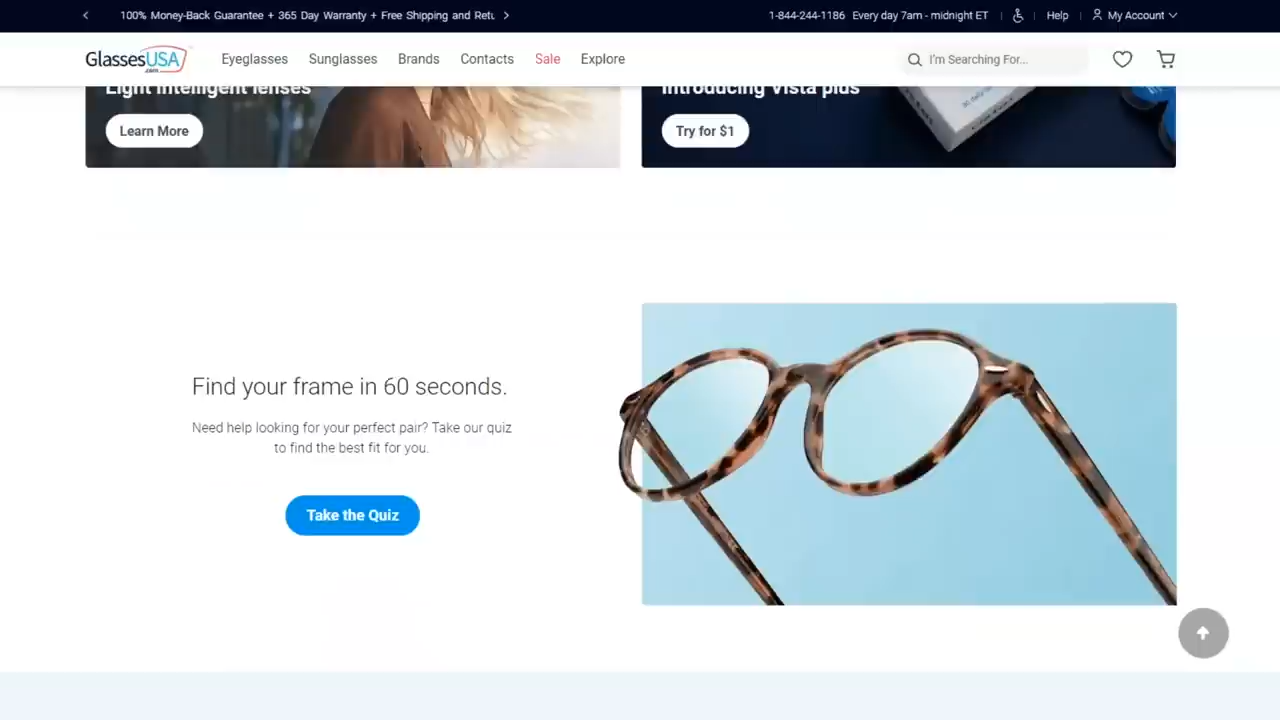 100% Money-Back Guarantee + 365 Day Warranty + Free Shipping and
1-844-244-1186 Every day 7am - midnight ET
Help
My Account
GlassesUSA
.com
Eyeglasses
Sunglasses
Brands
Contacts
Sale
Explore
I'm Searching For...
Light intelligent lenses
Introducing Vista plus
Learn More
Try for $1
Find your frame in 60 seconds.
Need help looking for your perfect pair? Take our quiz
to find the best fit for you.
Take the Quiz